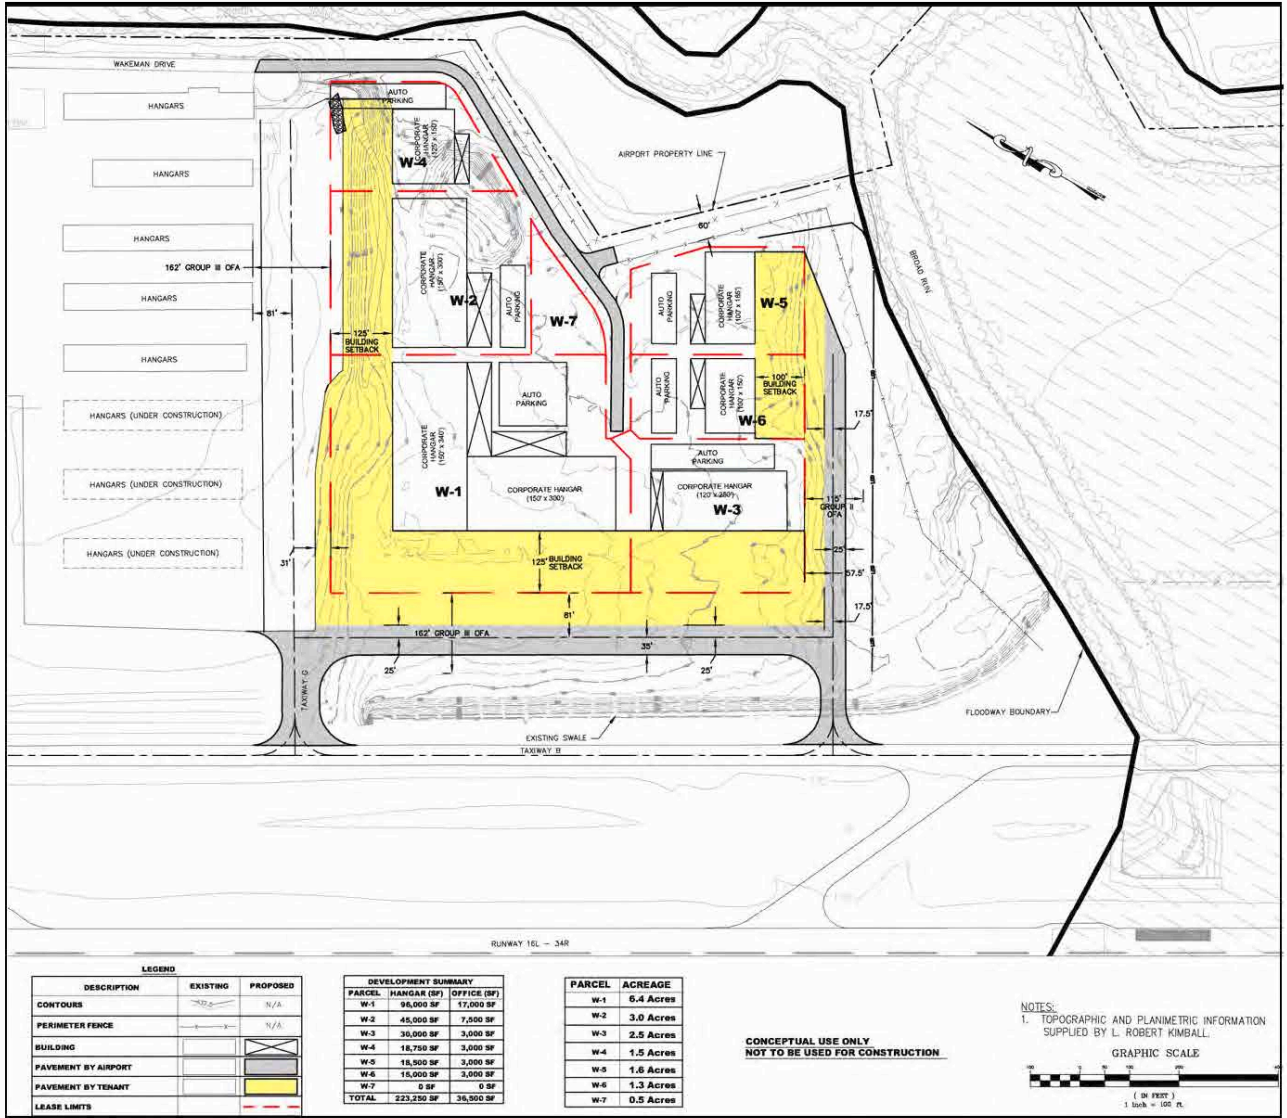 WAKEMAN DRIVE
HANGARS
HANGARS
HANGARS
HANGARS
HANGARS
HANGARS (UNDER CONSTRUCTION)
HANGARS (UNDER CONSTRUCTION)
HANGARS (UNDER CONSTRUCTION)
162' GROUP III OFA
81'
31'
AUTO
PARKING
CORPORATE
HANGAR
(125' x 150')
W-4
CORPORATE
HANGAR
(150' x 300')
W-2
AUTO
PARKING
W-7
125'
BUILDING
SETBACK
CORPORATE
HANGAR
(150' x 340')
W-1
AUTO
PARKING
CORPORATE HANGAR
(150' x 300')
AIRPORT PROPERTY LINE
60'
AUTO
PARKING
CORPORATE
HANGAR
(100' x 185')
W-5
AUTO
PARKING
CORPORATE
HANGAR
(100' x 150')
W-6
100'
BUILDING
SETBACK
AUTO
PARKING
CORPORATE HANGAR
(120' x 250')
W-3
BROAD RUN
17.5'
115'
GROUP II
OFA
25'
57.5'
17.5'
125' BUILDING
SETBACK
81'
162' GROUP III OFA
35'
25'
25'
TAXIWAY G
EXISTING SWALE
TAXIWAY B
FLOODWAY BOUNDARY
RUNWAY 16L - 34R
LEGEND
DESCRIPTION EXISTING PROPOSED
CONTOURS N/A
PERIMETER FENCE N/A
BUILDING
PAVEMENT BY AIRPORT
PAVEMENT BY TENANT
LEASE LIMITS
DEVELOPMENT SUMMARY
PARCEL HANGAR (SF) OFFICE (SF)
W-1 96,000 SF 17,000 SF
W-2 45,000 SF 7,500 SF
W-3 30,000 SF 3,000 SF
W-4 18,750 SF 3,000 SF
W-5 18,500 SF 3,000 SF
W-6 15,000 SF 3,000 SF
W-7 0 SF 0 SF
TOTAL 223,250 SF 36,500 SF
PARCEL ACREAGE
W-1 6.4 Acres
W-2 3.0 Acres
W-3 2.5 Acres
W-4 1.5 Acres
W-5 1.6 Acres
W-6 1.3 Acres
W-7 0.5 Acres
CONCEPTUAL USE ONLY
NOT TO BE USED FOR CONSTRUCTION
NOTES:
1. TOPOGRAPHIC AND PLANIMETRIC INFORMATION
SUPPLIED BY L. ROBERT KIMBALL.
GRAPHIC SCALE
( IN FEET )
1 inch = 100 ft.